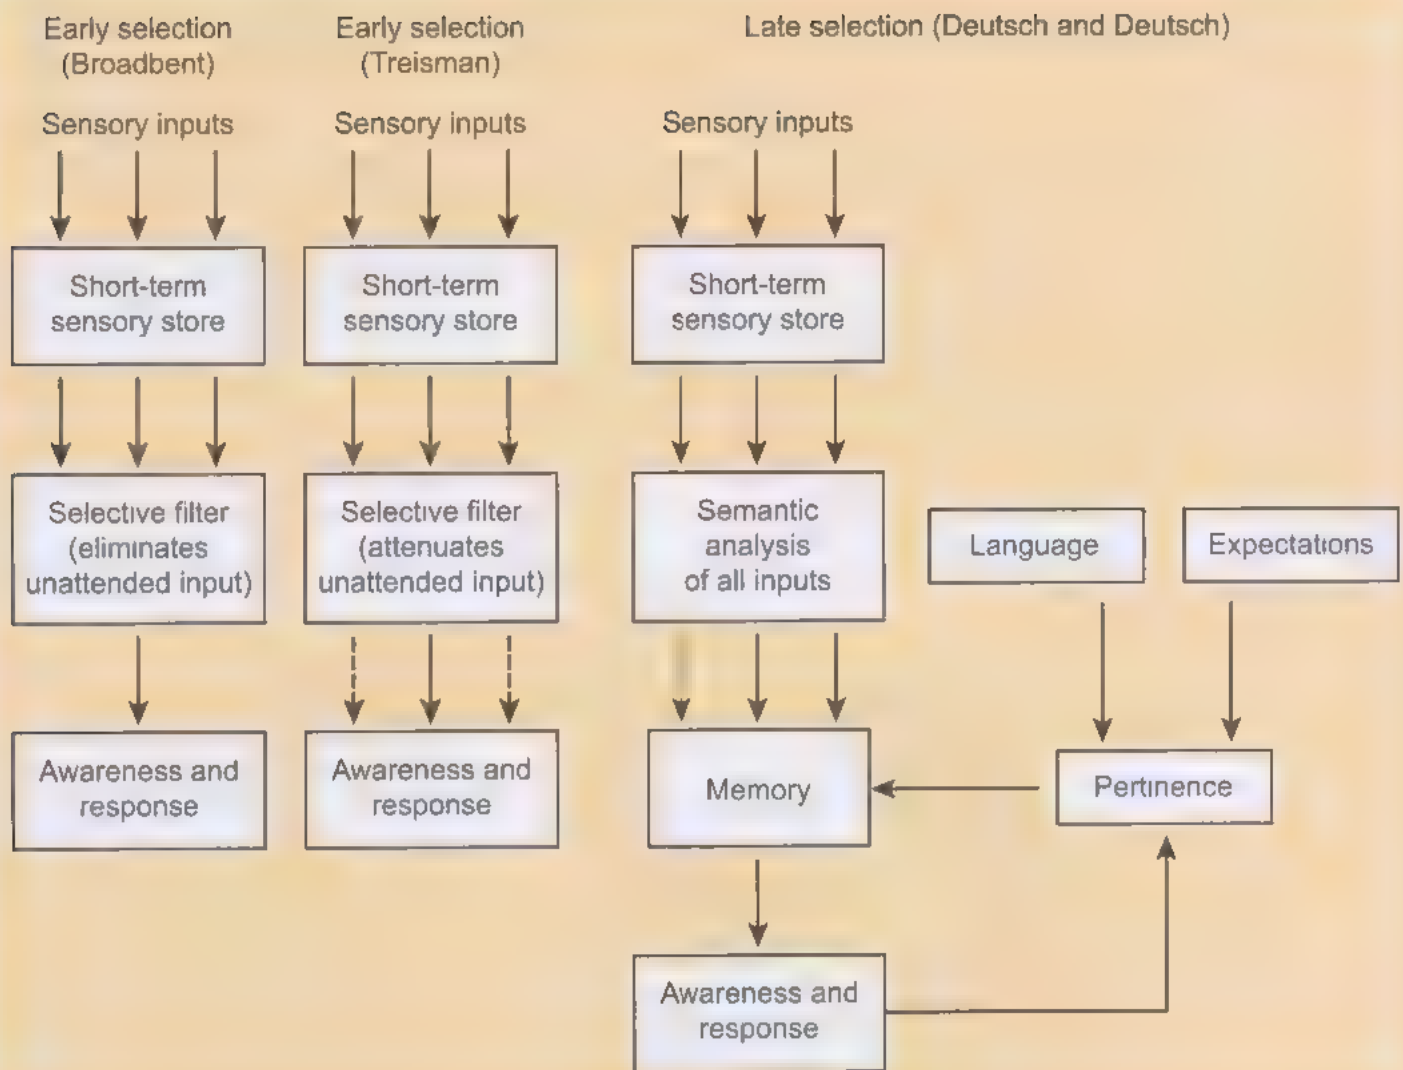 Early selection
(Broadbent)
Early selection
(Treisman)
Late selection (Deutsch and Deutsch)
Sensory inputs
Sensory inputs
Sensory inputs
Short-term
sensory store
Short-term
sensory store
Short-term
sensory store
Selective filter
(eliminates
unattended input)
Selective filter
(attenuates
unattended input)
Semantic
analysis
of all inputs
Language
Expectations
Awareness and
response
Awareness and
response
Memory
Pertinence
Awareness and
response